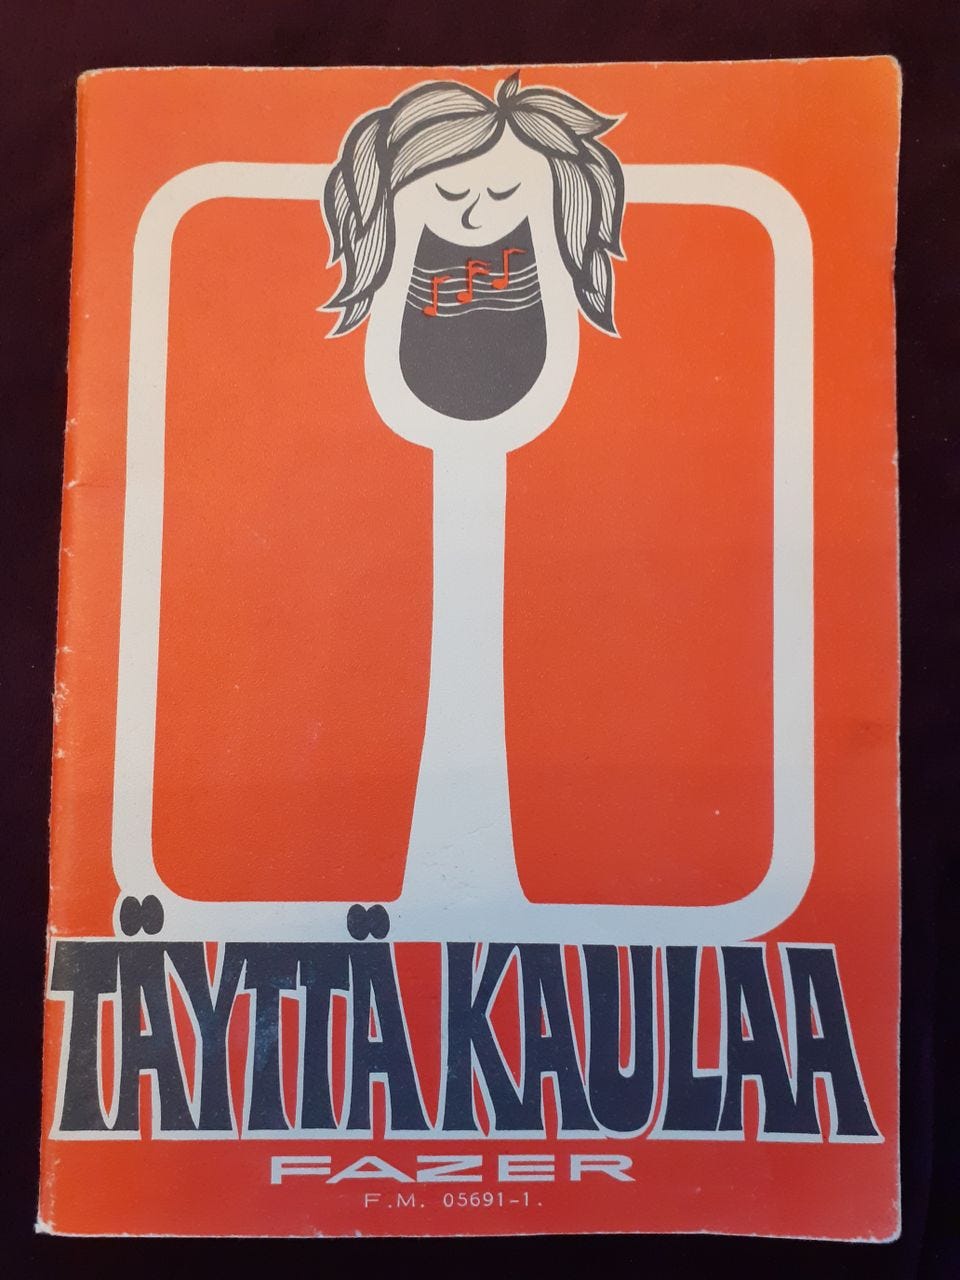 TÄYTTÄ KAULAA
FAZER
F.M. 05691-1.